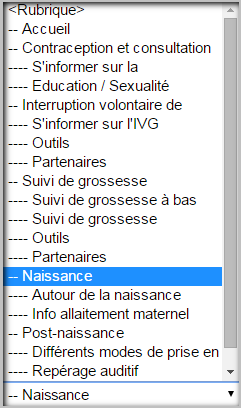 <Rubrique>
-- Accueil
-- Contraception et consultation
---- S'informer sur la
---- Education / Sexualité
-- Interruption volontaire de
---- S'informer sur l'IVG
---- Outils
---- Partenaires
-- Suivi de grossesse
---- Suivi de grossesse à bas
---- Suivi de grossesse
---- Outils
---- Partenaires
-- Naissance
---- Autour de la naissance
---- Info allaitement maternel
-- Post-naissance
---- Différents modes de prise en
---- Repérage auditif
-- Naissance